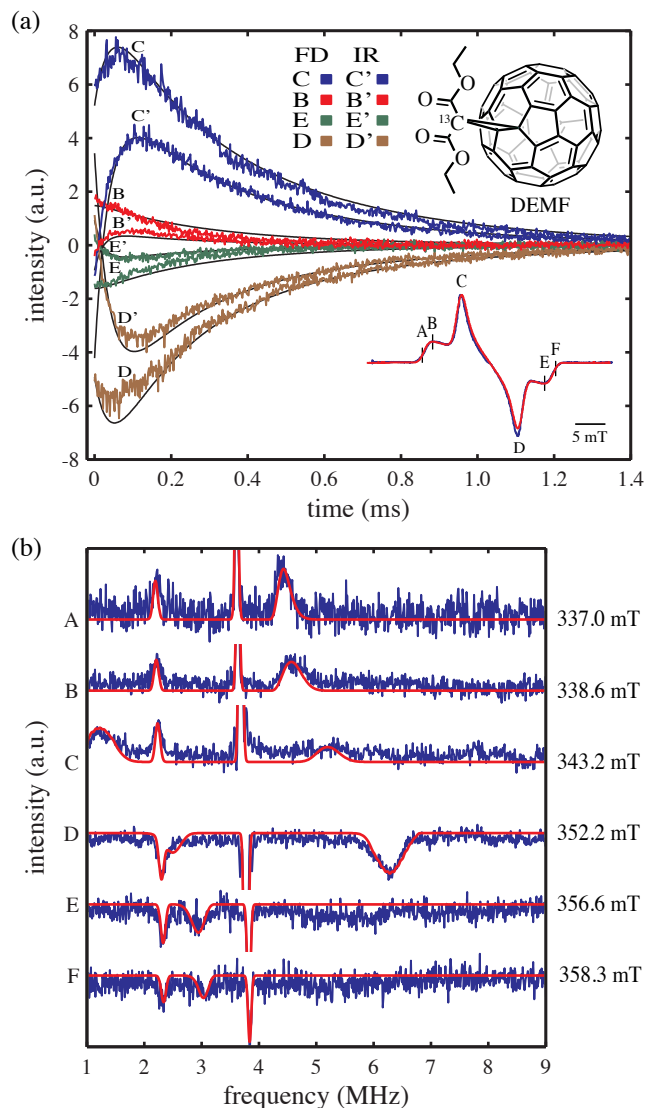 (a)
8
6
4
2
0
-2
-4
-6
-8
intensity (a.u.)
0
0.2
0.4
0.6
0.8
1.0
1.2
1.4
time (ms)
FD IR
C C'
B B'
E E'
D D'
C
C'
B
B'
E'
E
D'
D
O
O
13C
O
O
DEMF
A
B
C
D
E
F
5 mT
(b)
A 337.0 mT
B 338.6 mT
C 343.2 mT
D 352.2 mT
E 356.6 mT
F 358.3 mT
intensity (a.u.)
1 2 3 4 5 6 7 8 9
frequency (MHz)